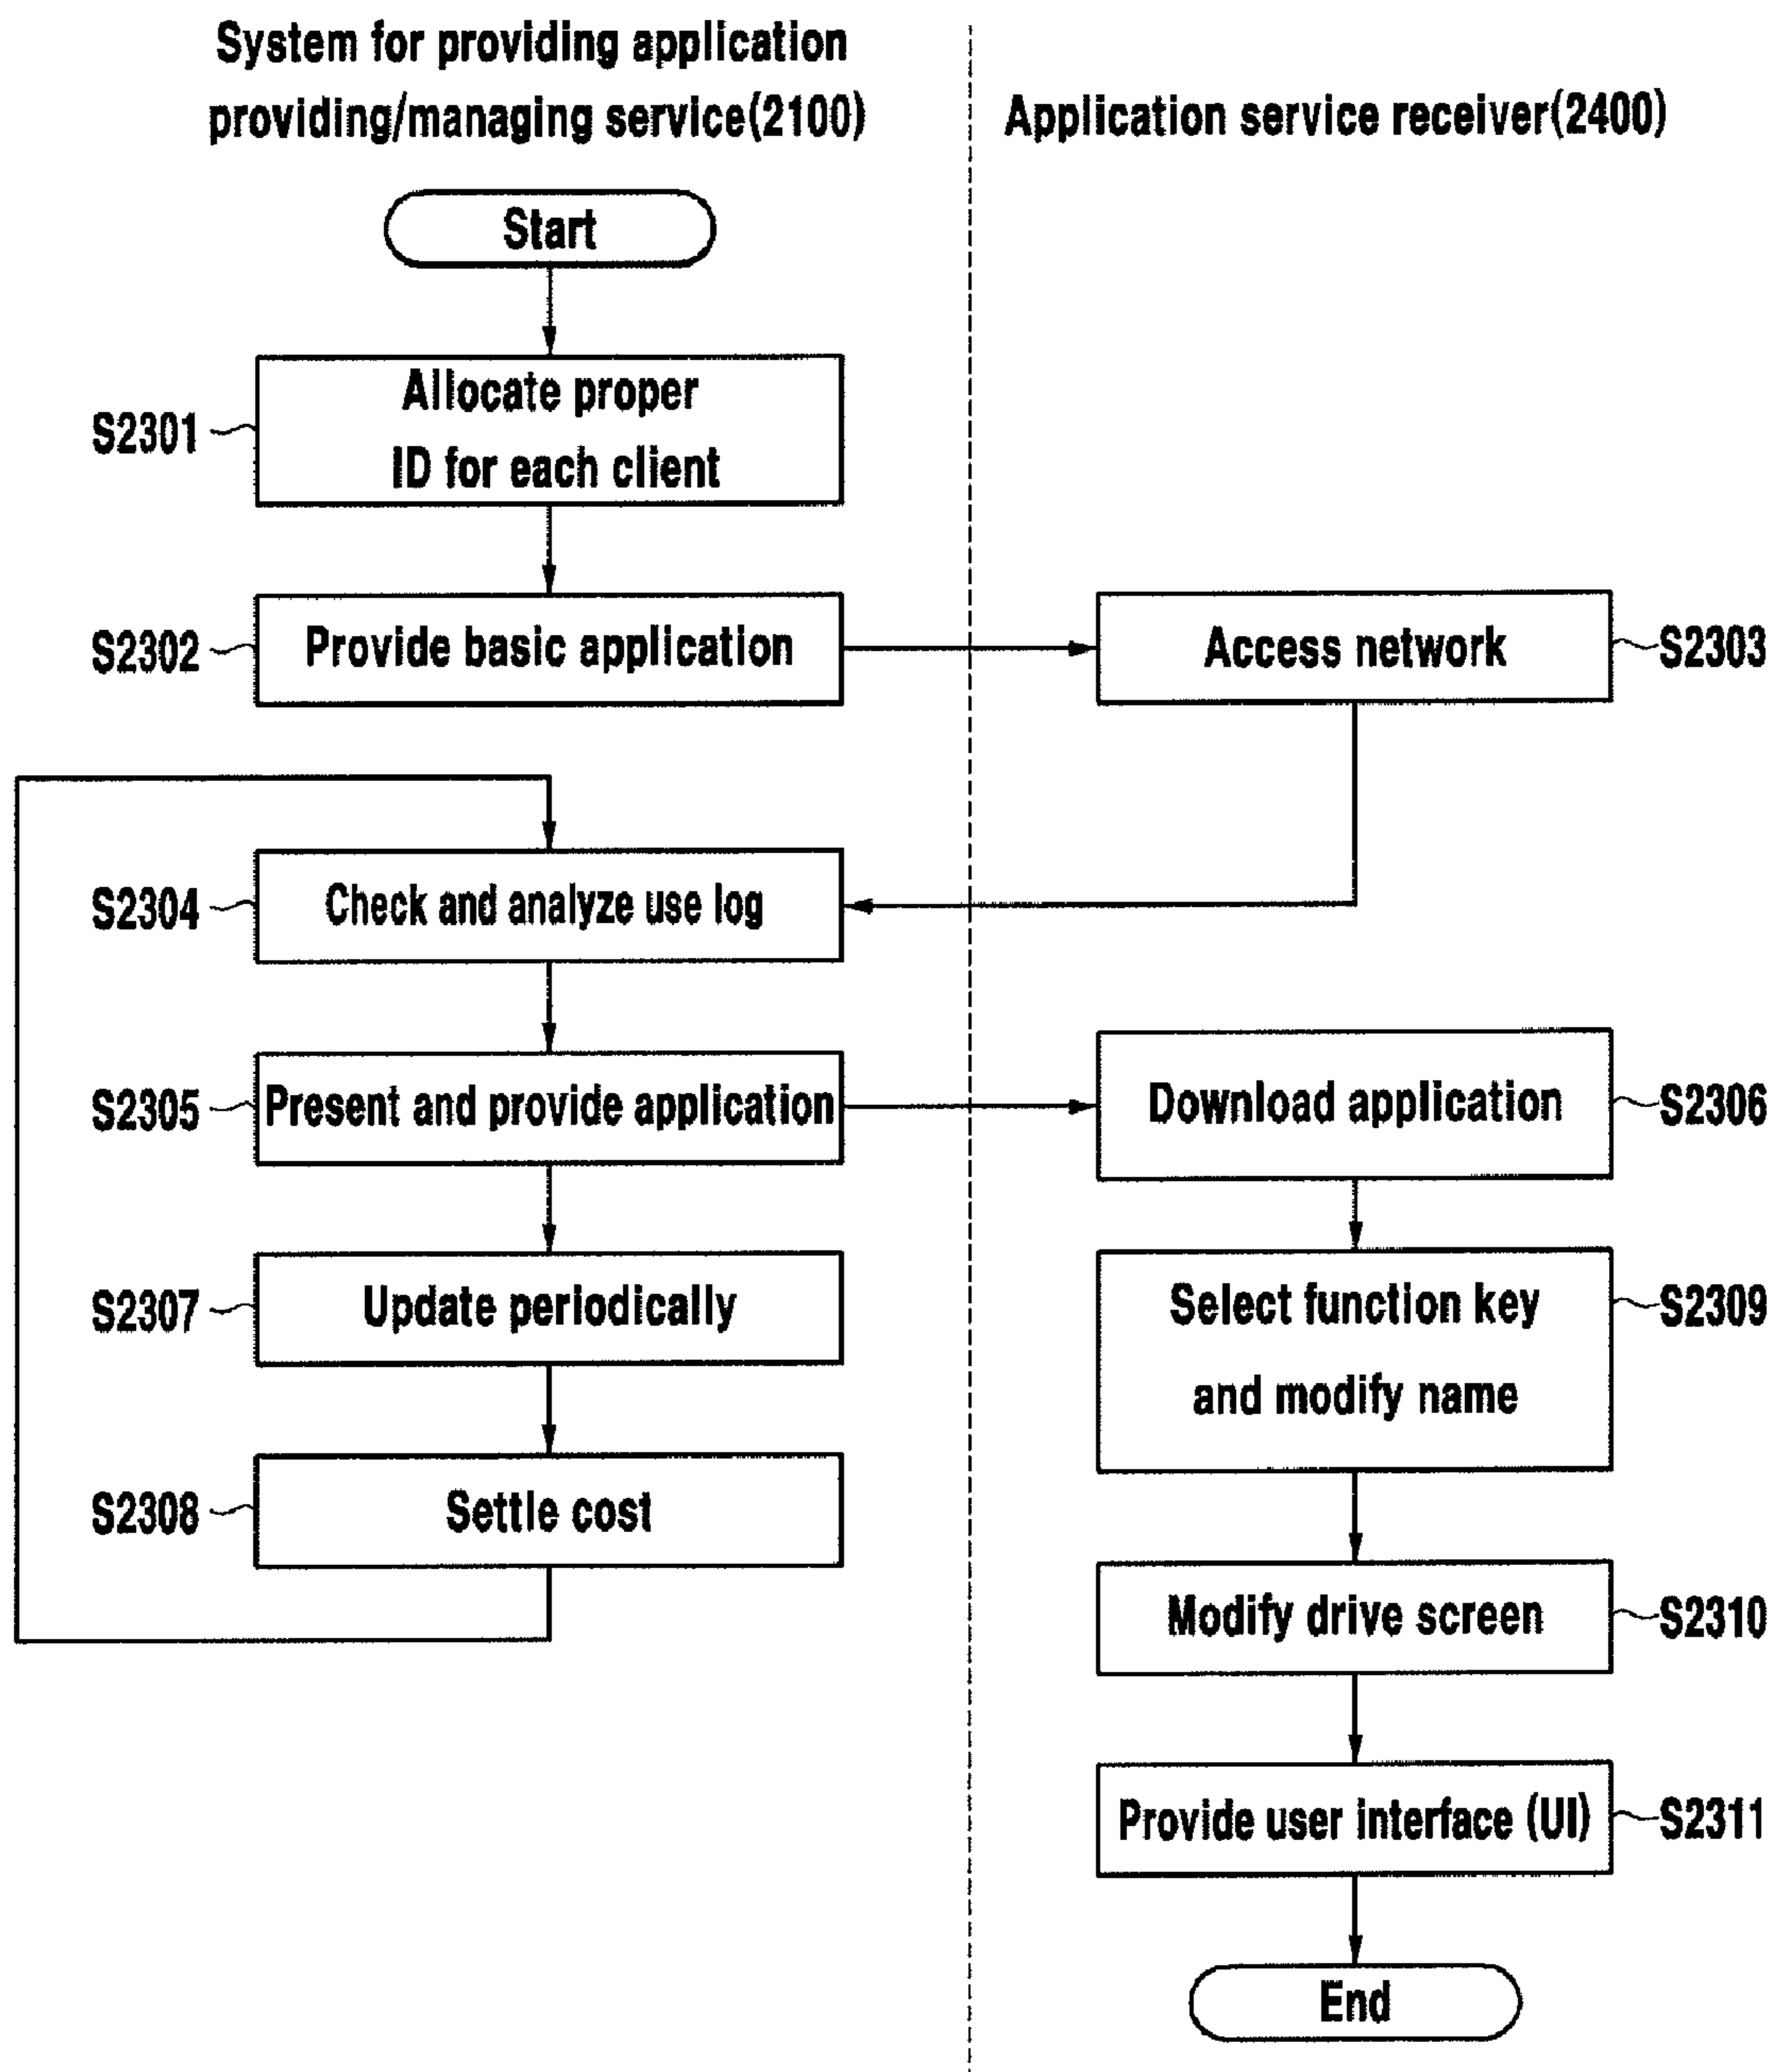 System for providing application
providing/managing service(2100)
Application service receiver(2400)
Start
S2301
Allocate proper
ID for each client
S2302
Provide basic application
Access network
S2303
S2304
Check and analyze use log
S2305
Present and provide application
Download application
S2306
S2307
Update periodically
Select function key
and modify name
S2309
S2308
Settle cost
Modify drive screen
S2310
Provide user interface (UI)
S2311
End